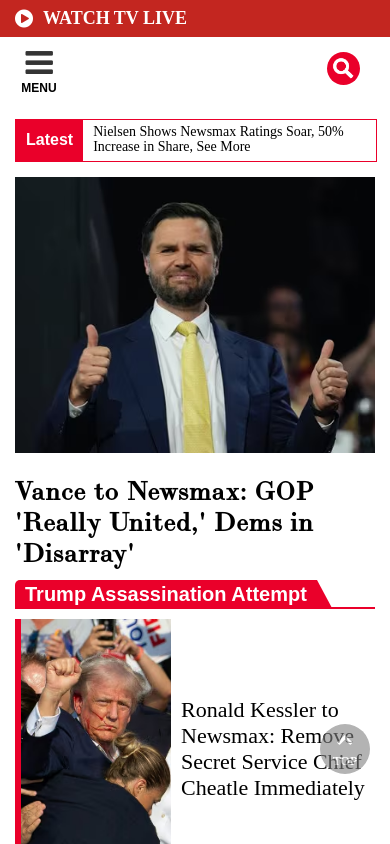 WATCH TV LIVE
MENU
Latest
Nielsen Shows Newsmax Ratings Soar, 50%
Increase in Share, See More
Vance to Newsmax: GOP
'Really United,' Dems in
'Disarray'
Trump Assassination Attempt
Ronald Kessler to
Newsmax: Remove
Secret Service Chief
Cheatle Immediately